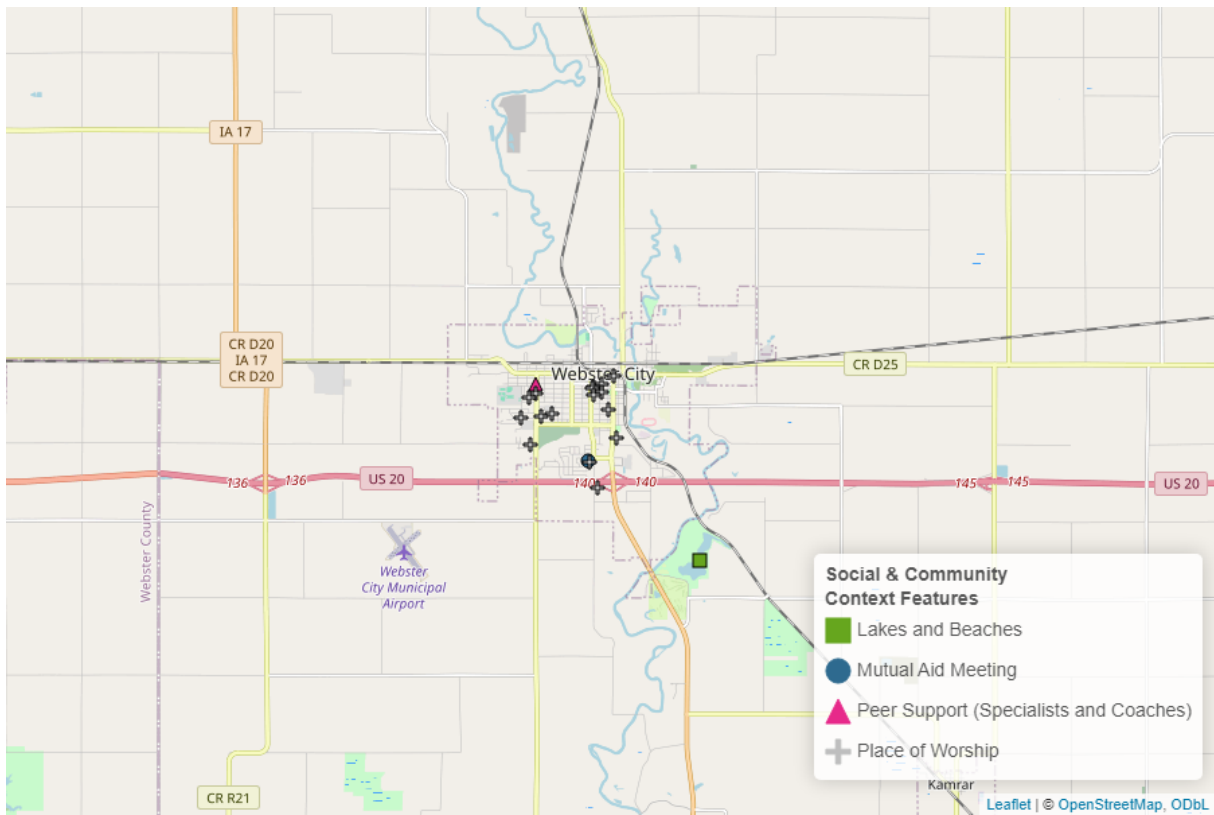 IA 17
CR D20
IA 17
CR D20
Webster City
CR D25
136
136
US 20
140
140
145
145
US 20
Webster County
Webster
City Municipal
Airport
CR R21
Kamrar
Social & Community
Context Features
Lakes and Beaches
Mutual Aid Meeting
Peer Support (Specialists and Coaches)
Place of Worship
Leaflet | © OpenStreetMap, ODbL